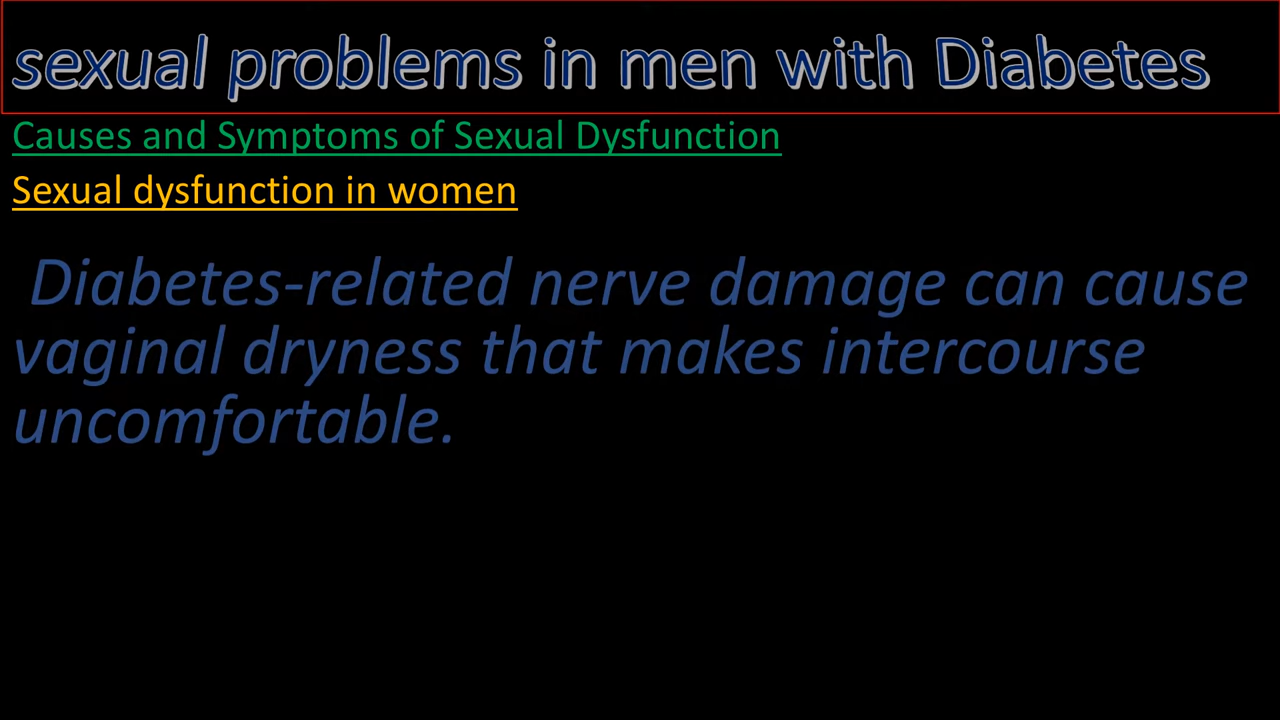 sexual problems in men with Diabetes
Causes and Symptoms of Sexual Dysfunction
Sexual dysfunction in women
Diabetes-related nerve damage can cause
vaginal dryness that makes intercourse
uncomfortable.